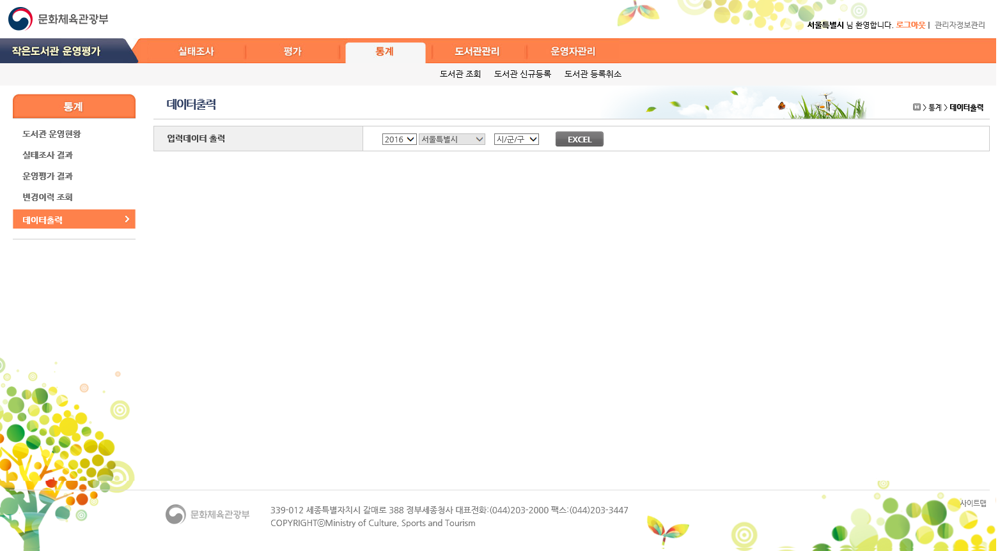 문화체육관광부
서울특별시 님 환영합니다. 로그아웃 | 관리자정보관리
작은도서관 운영평가 실태조사 평가 통계 도서관관리 운영자관리
도서관 조회 도서관 신규등록 도서관 등록취소
통계
도서관 운영현황
실태조사 결과
운영평가 결과
변경이력 조회
데이터출력
데이터출력
H > 통계 > 데이터출력
입력데이터 출력 2016 서울특별시 시/군/구 EXCEL
문화체육관광부
339-012 세종특별자치시 갈매로 388 정부세종청사 대표전화:(044)203-2000 팩스:(044)203-3447
COPYRIGHTⓒMinistry of Culture, Sports and Tourism
사이트맵